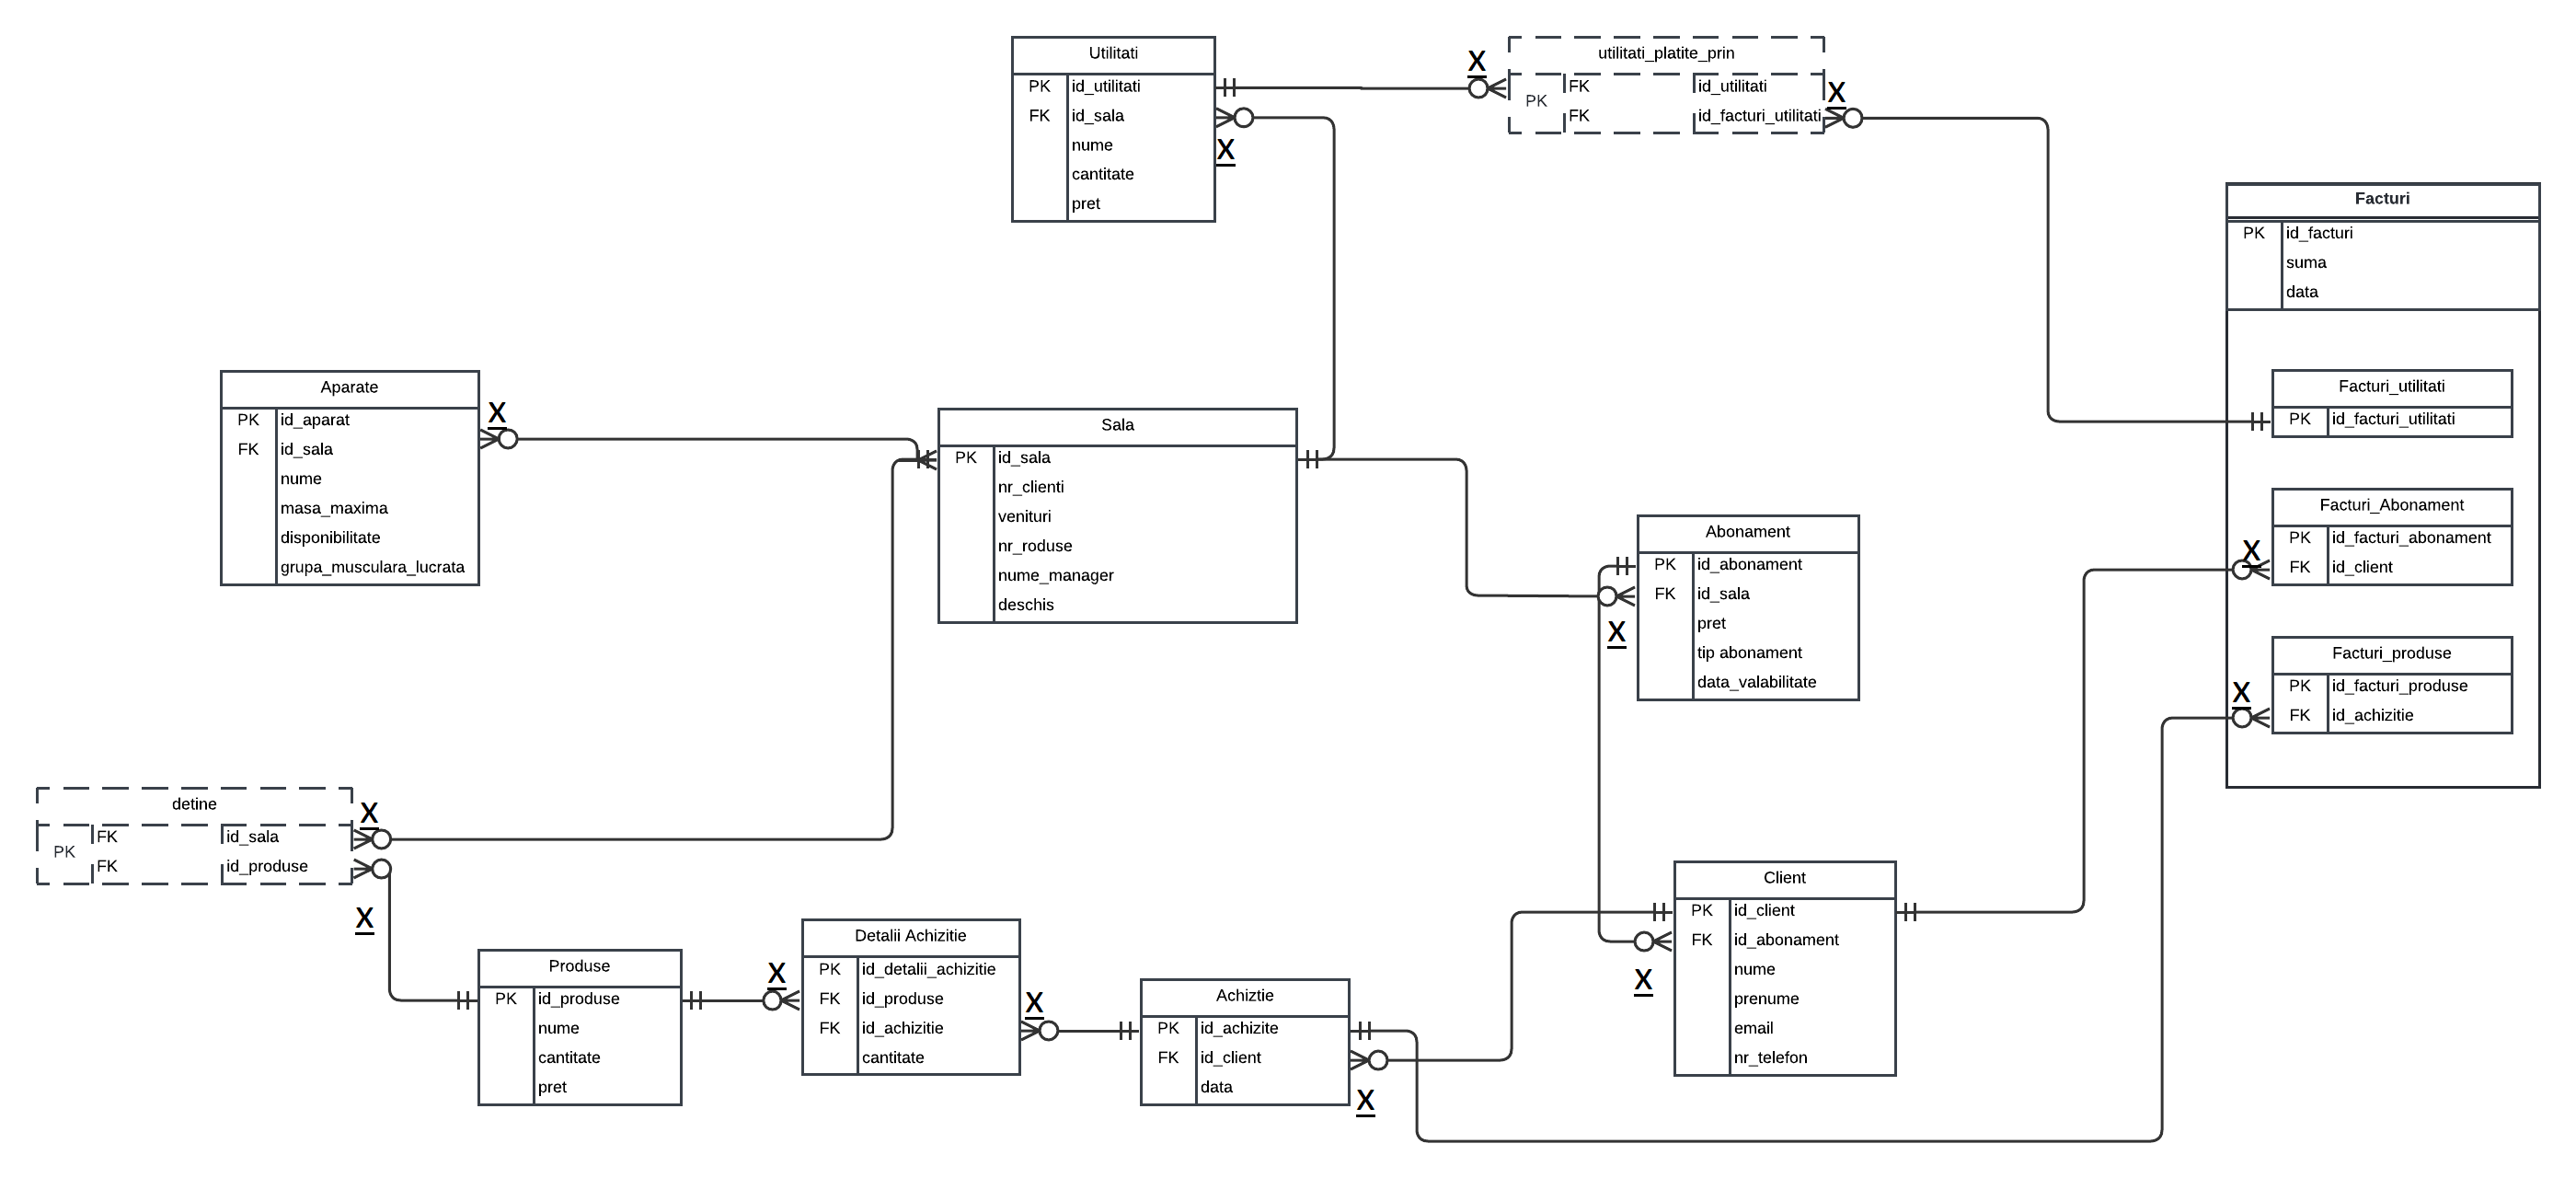 Utilitati
PK id_utilitati
FK id_sala
nume
cantitate
pret
X
X
utilitati_platite_prin
PK
FK id_utilitati
FK id_facturi_utilitati
X
Facturi
PK id_facturi
suma
data
Facturi_utilitati
PK id_facturi_utilitati
Facturi_Abonament
PK id_facturi_abonament
FK id_client
X
Facturi_produse
PK id_facturi_produse
FK id_achizitie
X
Aparate
PK id_aparat
FK id_sala
nume
masa_maxima
disponibilitate
grupa_musculara_lucrata
X
Sala
PK id_sala
nr_clienti
venituri
nr_roduse
nume_manager
deschis
Abonament
PK id_abonament
FK id_sala
pret
tip abonament
data_valabilitate
X
detine
PK
FK id_sala
FK id_produse
X
X
Produse
PK id_produse
nume
cantitate
pret
X
Detalii Achizitie
PK id_detalii_achizitie
FK id_produse
FK id_achizitie
cantitate
X
Achiztie
PK id_achizite
FK id_client
data
X
Client
PK id_client
FK id_abonament
nume
prenume
email
nr_telefon
X